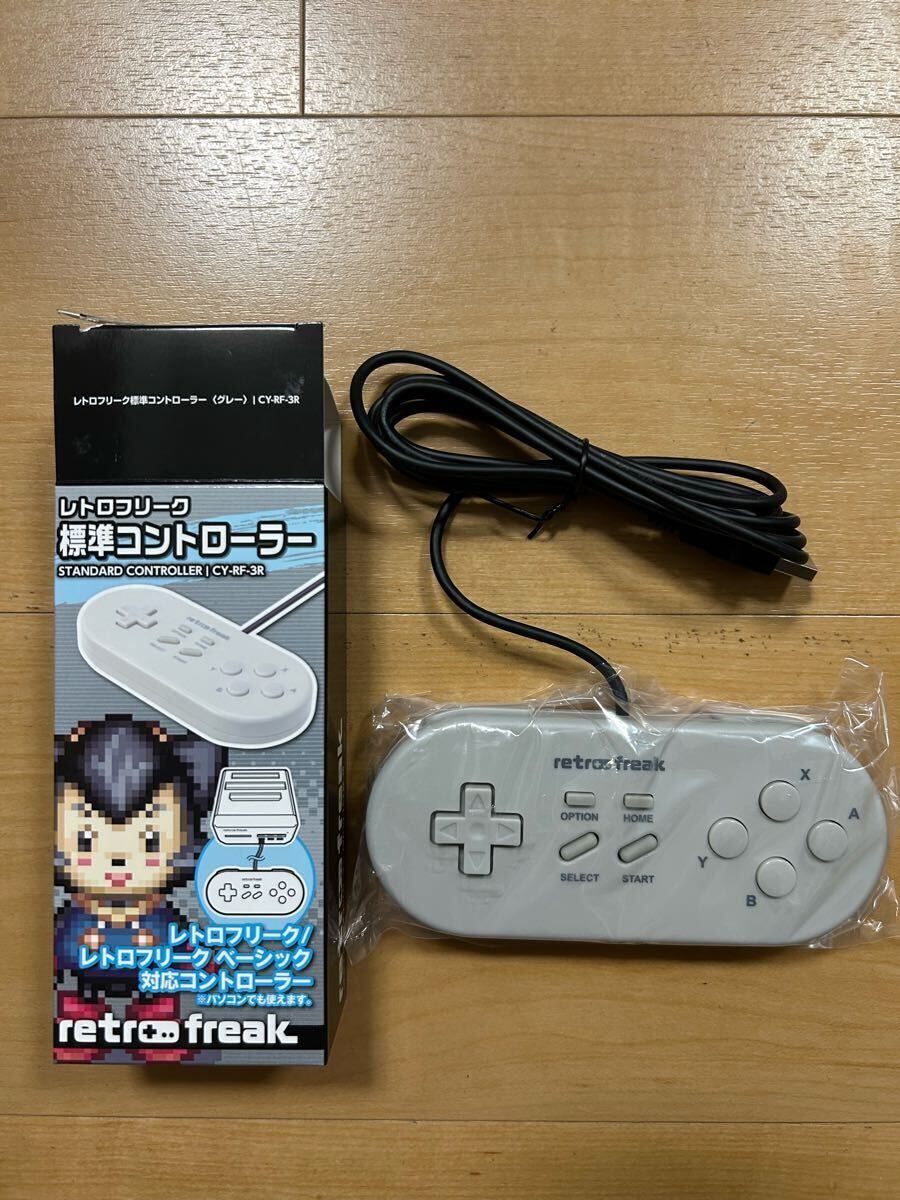 レトロフリーク標準コントローラー〈グレー〉 | CY-RF-3R
レトロフリーク
標準コントローラー
STANDARD CONTROLLER | CY-RF-3R
retro freak
SELECT
START
B
retro freak
レトロフリーク/
レトロフリーク ベーシック
対応コントローラー
※パソコンでも使えます。
retro freak
retro freak
OPTION
HOME
SELECT
START
X
A
Y
B